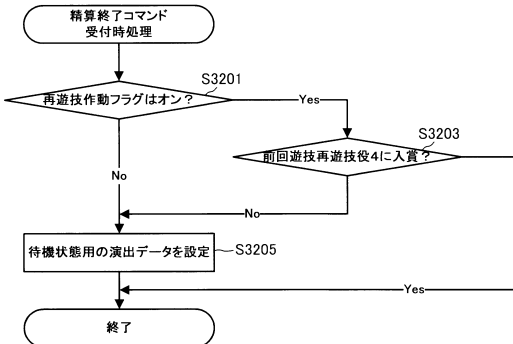 精算終了コマンド
受付時処理
S3201
再遊技作動フラグはオン？
Yes
S3203
前回遊技再遊技役4に入賞？
No
No
待機状態用の演出データを設定
S3205
Yes
終了